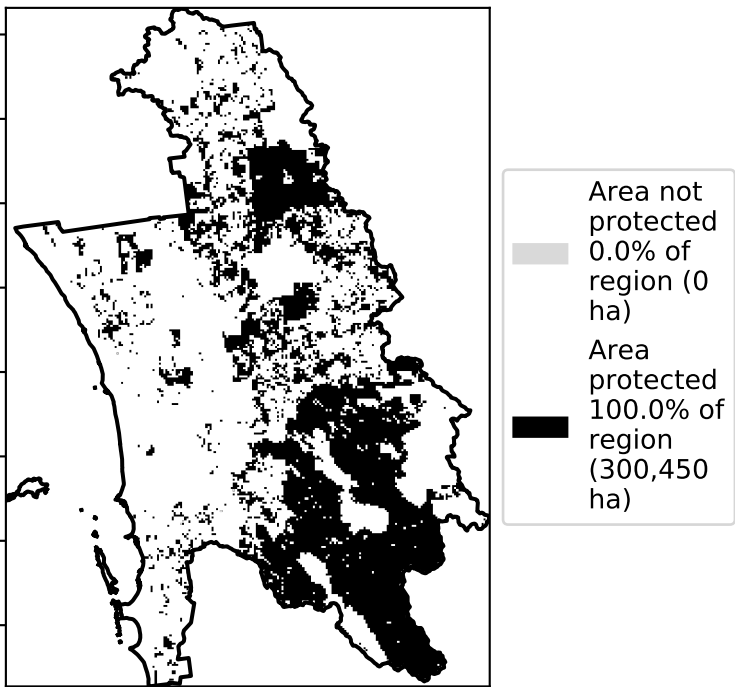 Area not
protected
0.0% of
region (0
ha)
Area
protected
100.0% of
region
(300,450
ha)